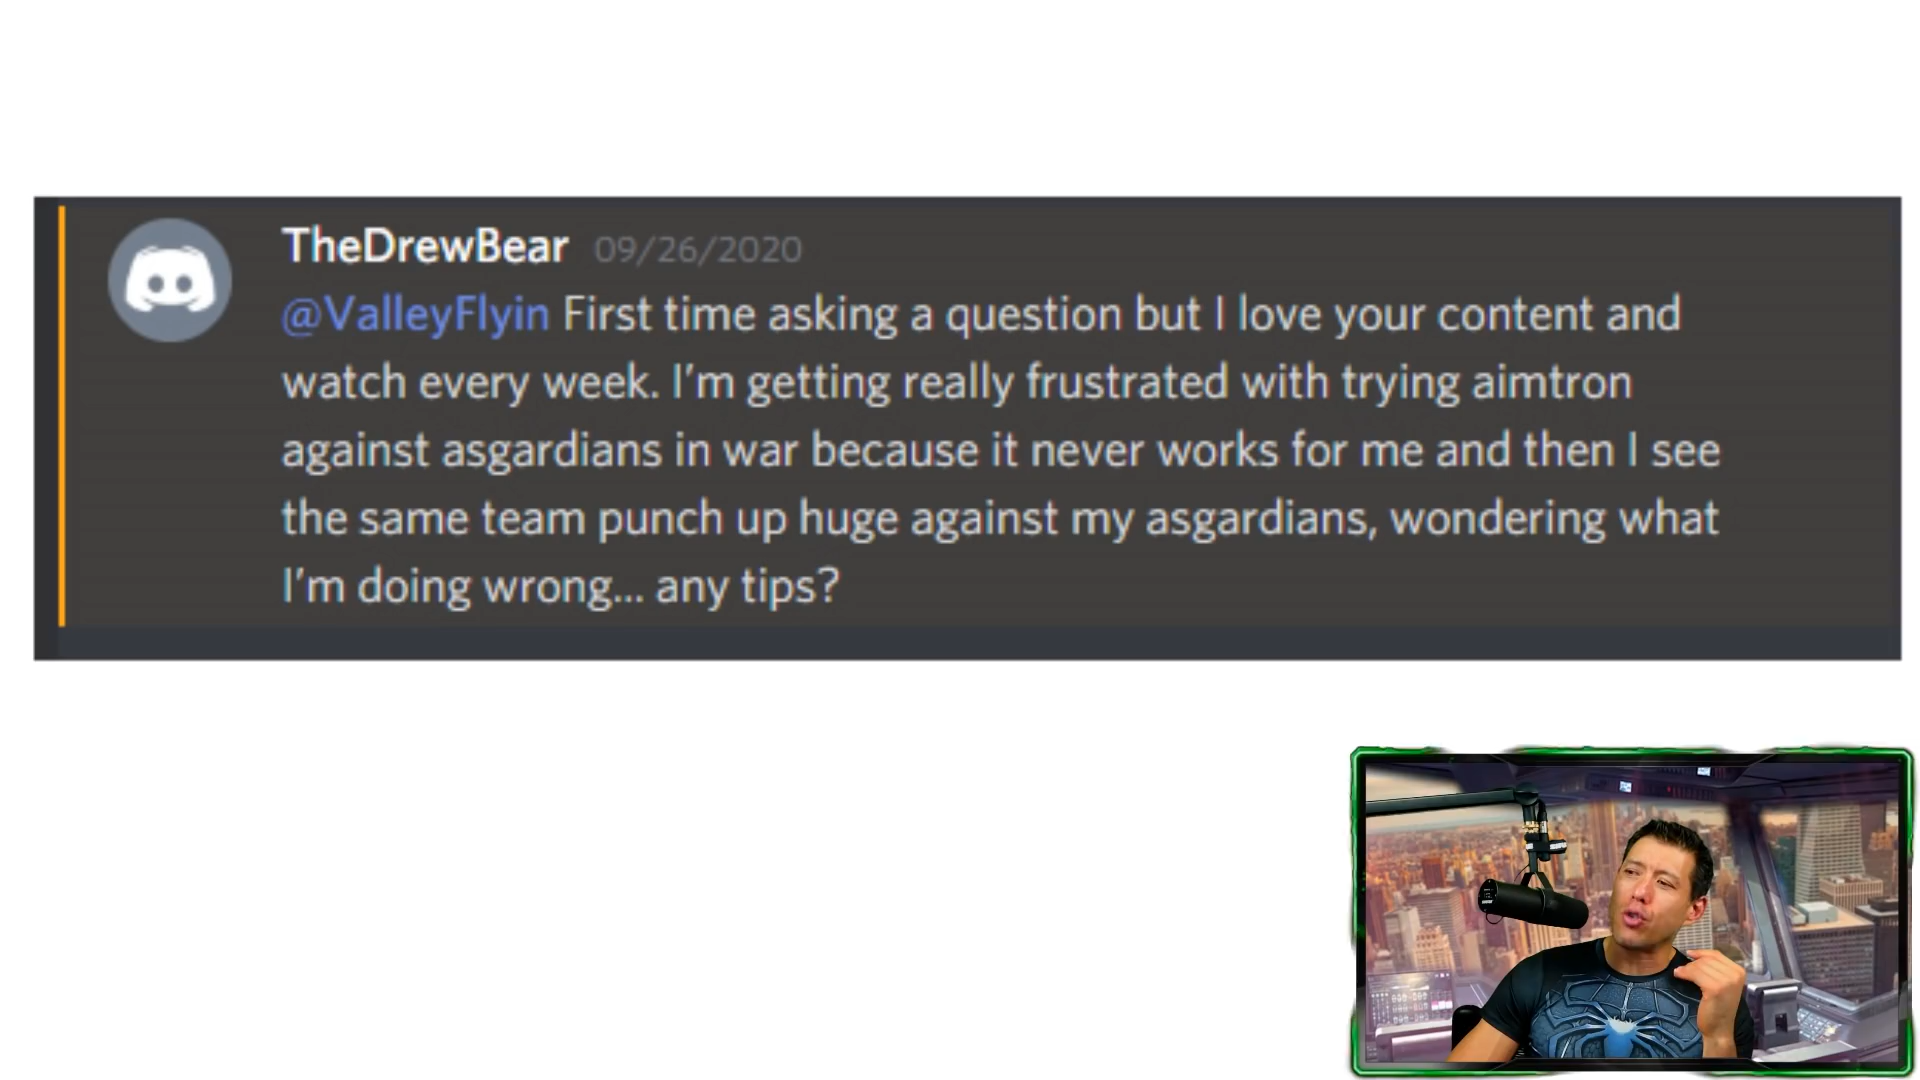 TheDrewBear 09/26/2020
@ValleyFlyin First time asking a question but I love your content and
watch every week. I'm getting really frustrated with trying aimtron
against asgardians in war because it never works for me and then I see
the same team punch up huge against my asgardians, wondering what
I'm doing wrong... any tips?